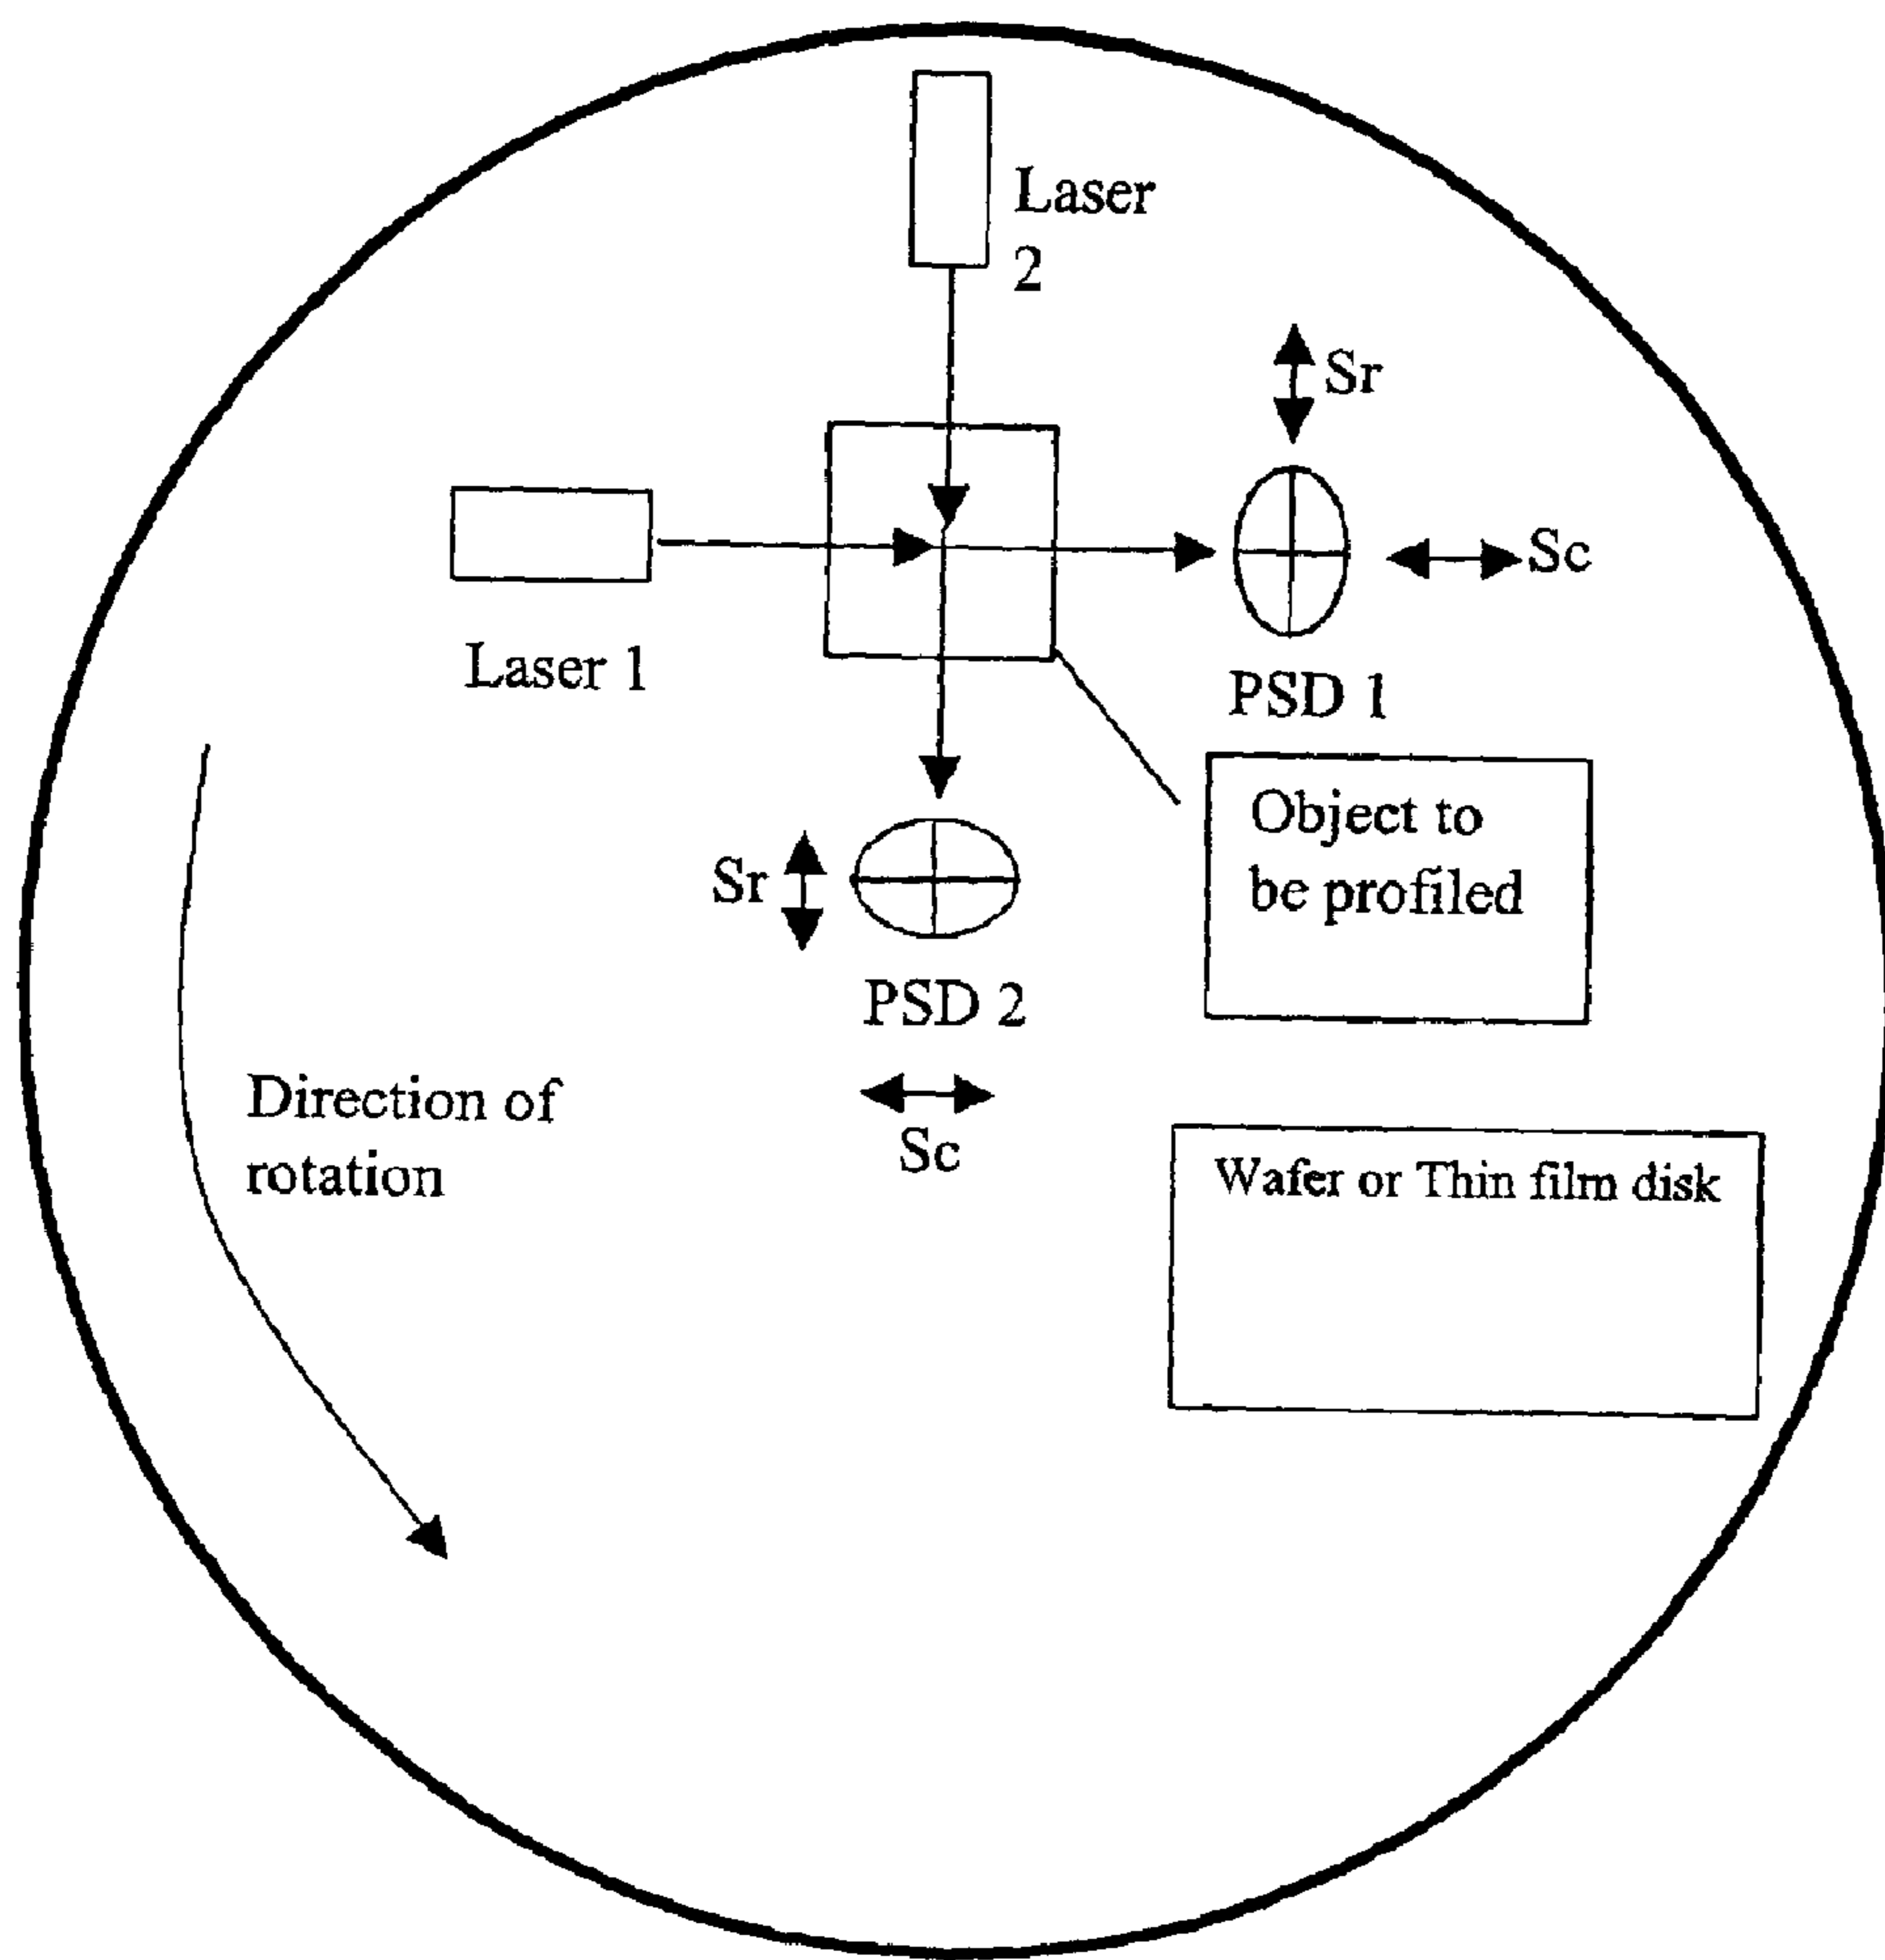 Laser
2
Sr
Sc
Laser 1
PSD 1
Object to
be profiled
Sr
PSD 2
Direction of
rotation
Sc
Wafer or Thin film disk